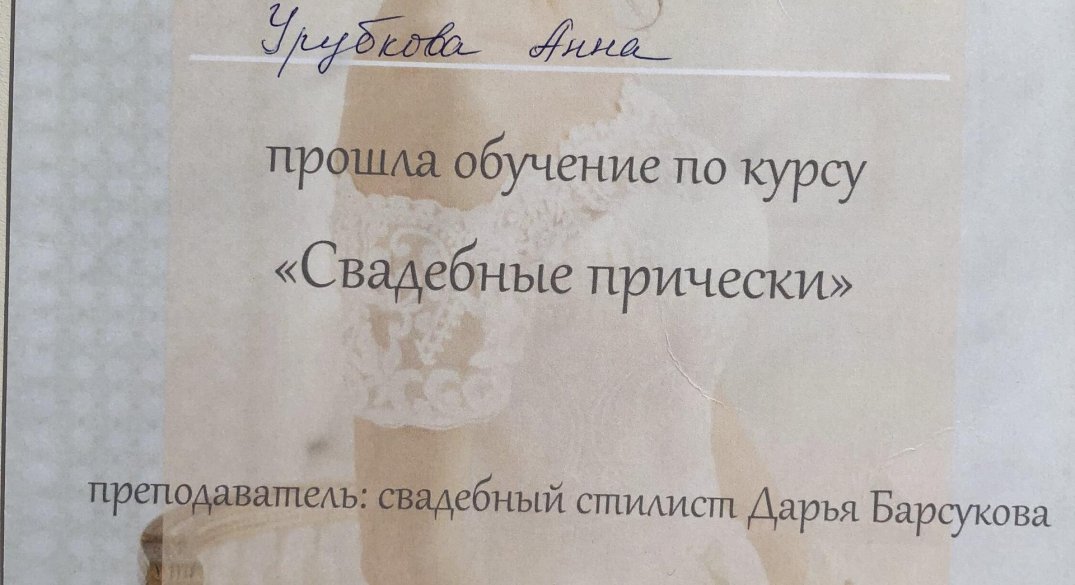 Урубкова Анна
прошла обучение по курсу
«Свадебные прически»
преподаватель: свадебный стилист Дарья Барсукова